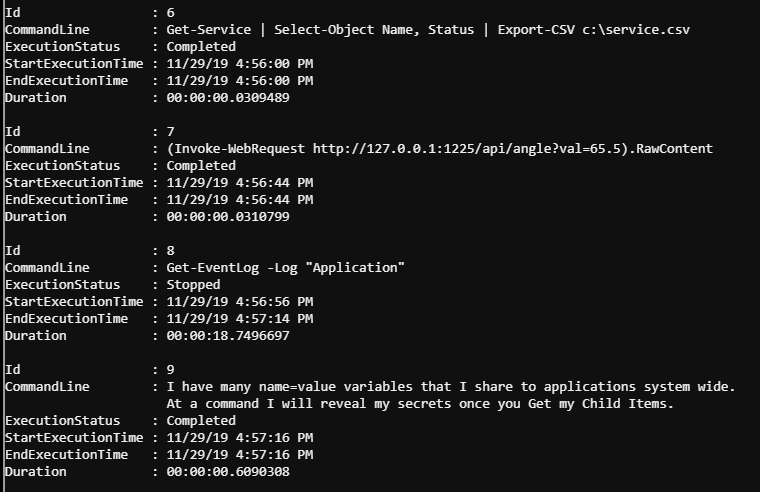 Id                 : 6
CommandLine        : Get-Service | Select-Object Name, Status | Export-CSV c:\service.csv
ExecutionStatus    : Completed
StartExecutionTime : 11/29/19 4:56:00 PM
EndExecutionTime   : 11/29/19 4:56:00 PM
Duration           : 00:00:00.0309489

Id                 : 7
CommandLine        : (Invoke-WebRequest http://127.0.0.1:1225/api/angle?val=65.5).RawContent
ExecutionStatus    : Completed
StartExecutionTime : 11/29/19 4:56:44 PM
EndExecutionTime   : 11/29/19 4:56:44 PM
Duration           : 00:00:00.0310799

Id                 : 8
CommandLine        : Get-EventLog -Log "Application"
ExecutionStatus    : Stopped
StartExecutionTime : 11/29/19 4:56:56 PM
EndExecutionTime   : 11/29/19 4:57:14 PM
Duration           : 00:00:18.7496697

Id                 : 9
CommandLine        : I have many name=value variables that I share to applications system wide.
                     At a command I will reveal my secrets once you Get my Child Items.
ExecutionStatus    : Completed
StartExecutionTime : 11/29/19 4:57:16 PM
EndExecutionTime   : 11/29/19 4:57:16 PM
Duration           : 00:00:00.6090308